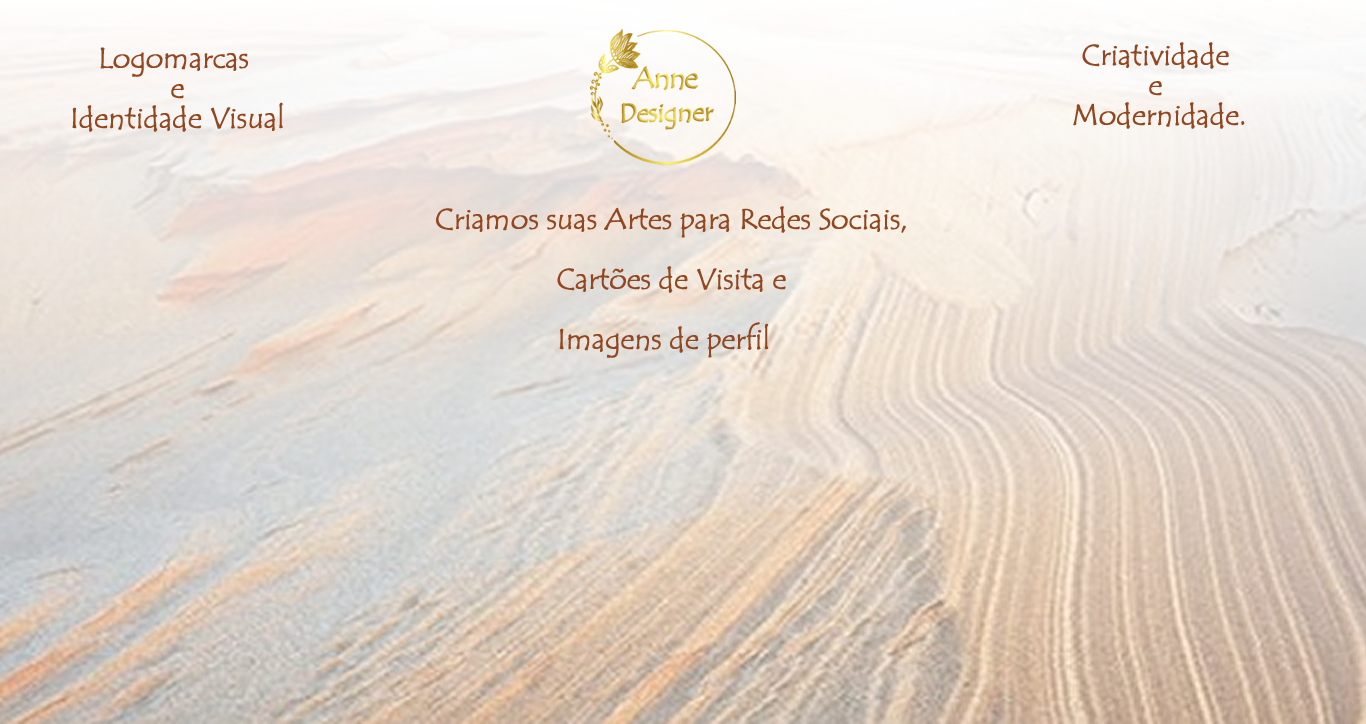 Logomarcas
e
Identidade Visual
Anne
Designer
Criatividade
e
Modernidade.
Criamos suas Artes para Redes Sociais,
Cartões de Visita e
Imagens de perfil